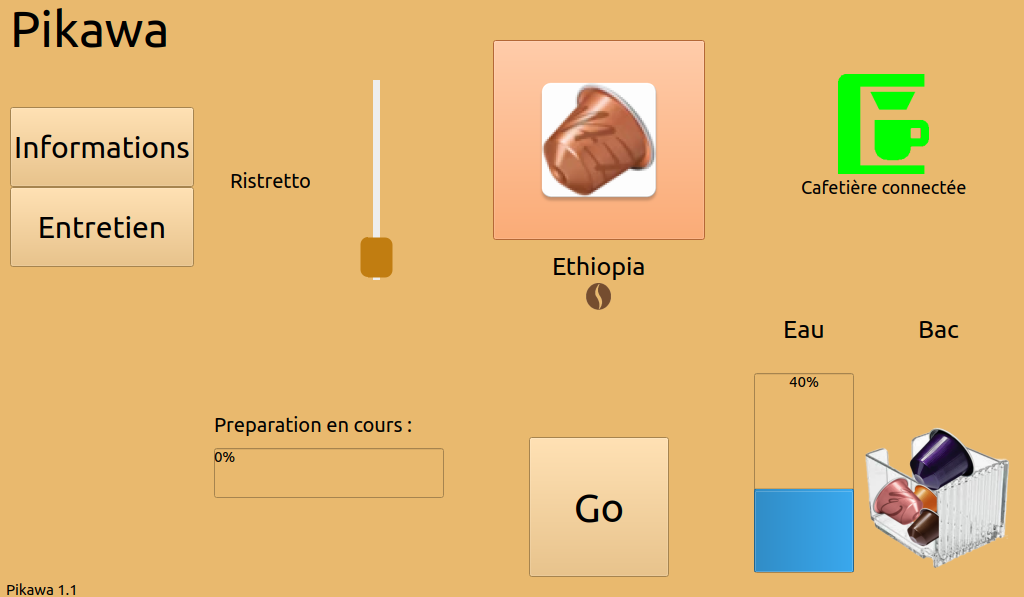 Pikawa
Informations
Entretien
Ristretto
Ethiopia
Cafetière connectée
Eau
Bac
40%
Preparation en cours :
0%
Go
Pikawa 1.1